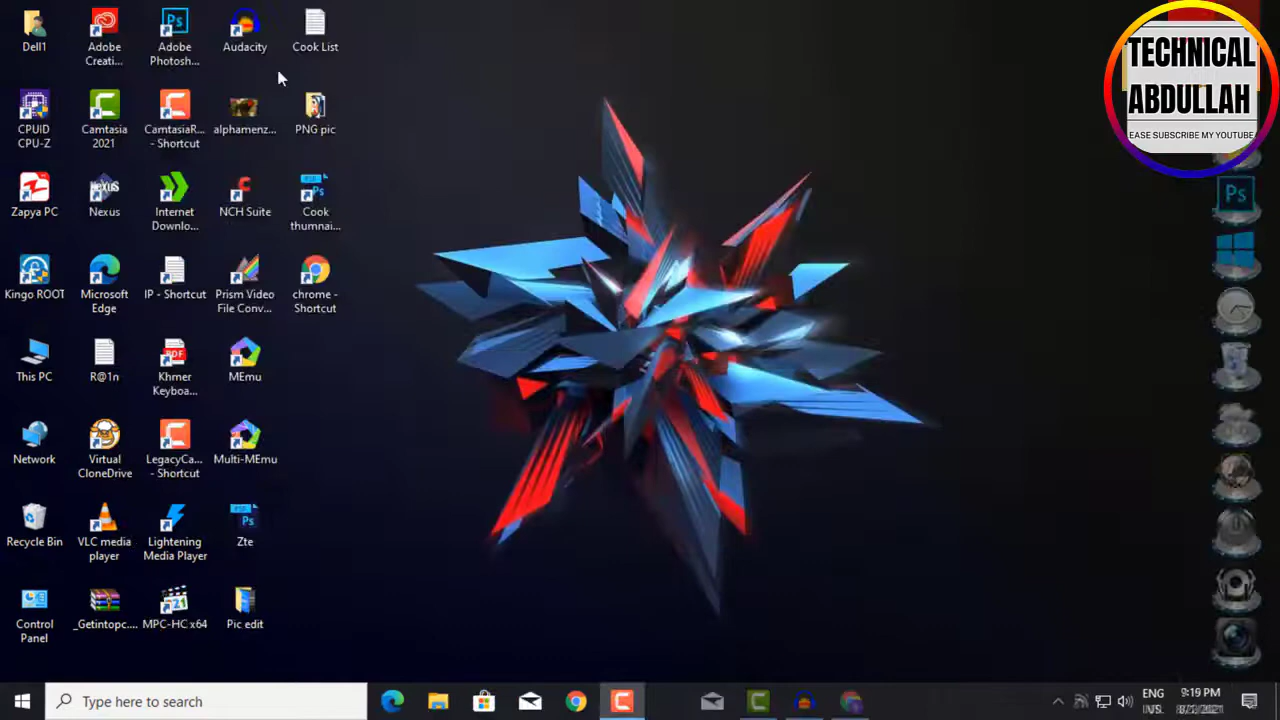 Dell1
Adobe
Creati...
Adobe
Photosh...
Audacity
Cook List
CPUID
CPU-Z
Camtasia
2021
CamtasiaR...
- Shortcut
alphamenz...
PNG pic
Zapya PC
Nexus
Internet
Downlo...
NCH Suite
Cook
thumnai...
Kingo ROOT
Microsoft
Edge
IP - Shortcut
Prism Video
File Conv...
chrome -
Shortcut
This PC
R@1n
Khmer
Keyboa...
MEmu
Network
Virtual
CloneDrive
LegacyCa...
- Shortcut
Multi-MEmu
Recycle Bin
VLC media
player
Lightening
Media Player
Zte
Control
Panel
_Getintopc....
MPC-HC x64
Pic edit
TECHNICAL
ABDULLAH
EASE SUBSCRIBE MY YOUTUBE
Ps
Type here to search
ENG
US
9:19 PM